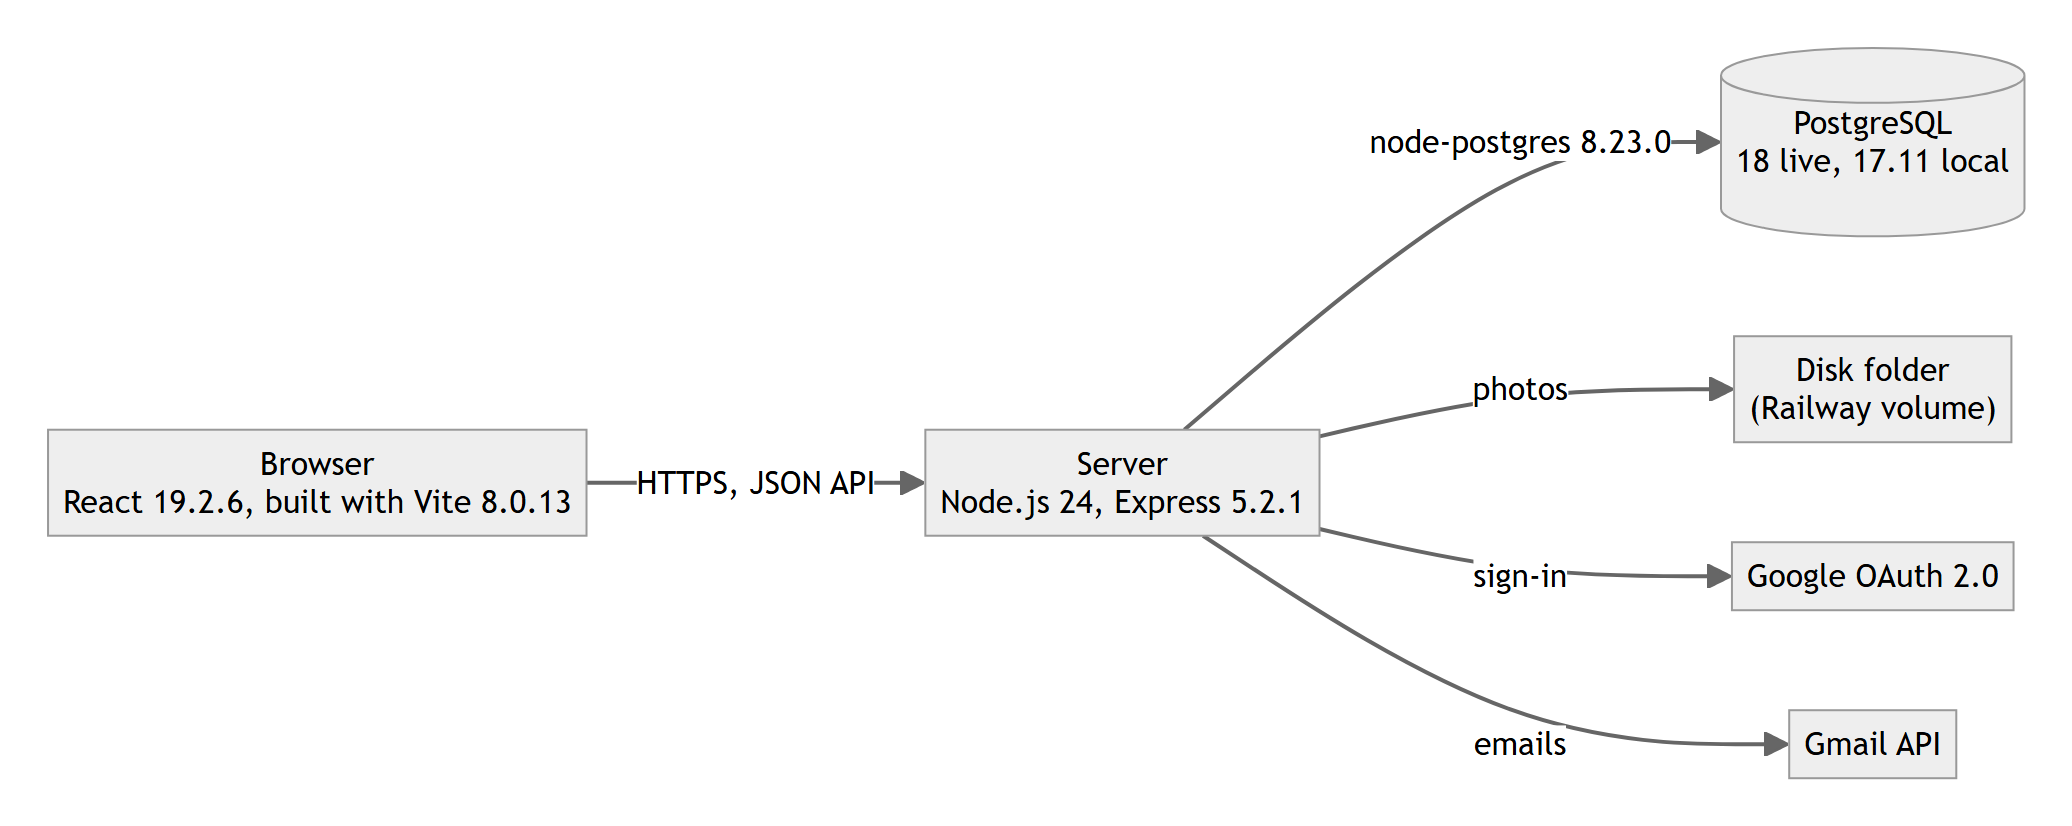 Browser
React 19.2.6, built with Vite 8.0.13
HTTPS, JSON API
Server
Node.js 24, Express 5.2.1
node-postgres 8.23.0
PostgreSQL
18 live, 17.11 local
photos
Disk folder
(Railway volume)
sign-in
Google OAuth 2.0
emails
Gmail API